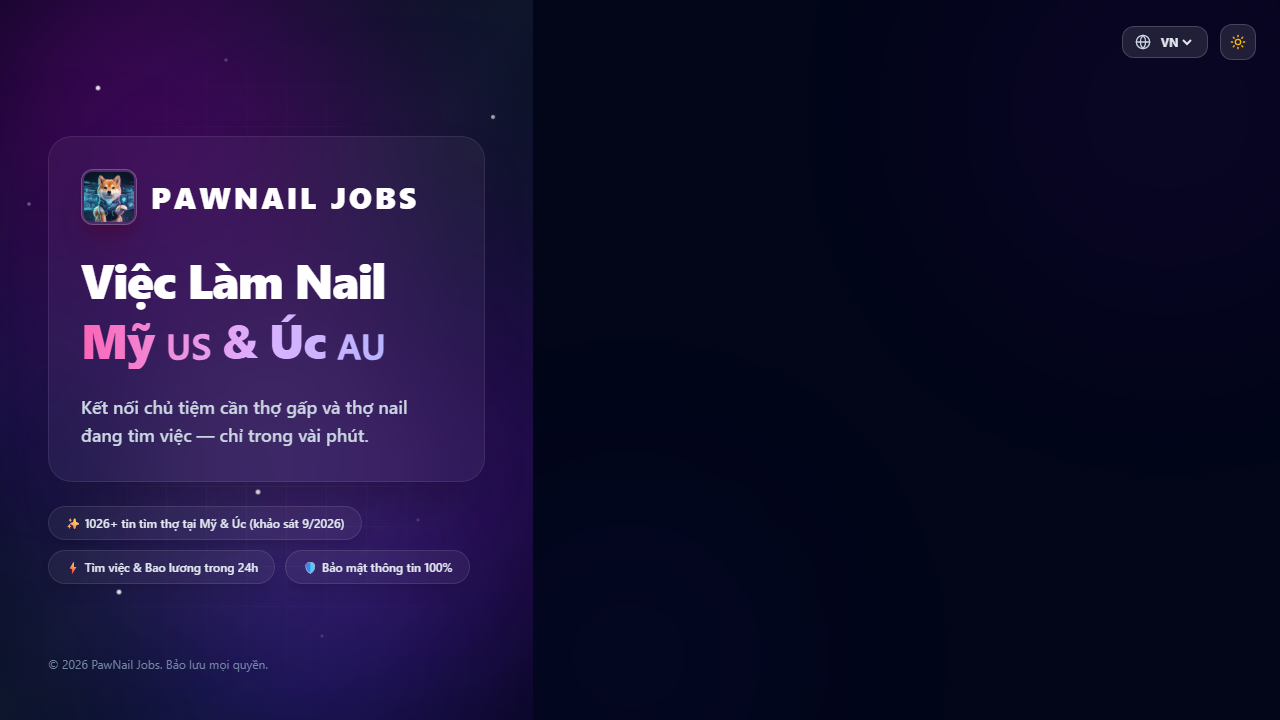 VN
PAWNAIL JOBS
Việc Làm Nail
Mỹ US & Úc AU
Kết nối chủ tiệm cần thợ gấp và thợ nail
đang tìm việc — chỉ trong vài phút.
✨ 1026+ tin tìm thợ tại Mỹ & Úc (khảo sát 9/2026)
⚡ Tìm việc & Bao lương trong 24h
🛡️ Bảo mật thông tin 100%
© 2026 PawNail Jobs. Bảo lưu mọi quyền.